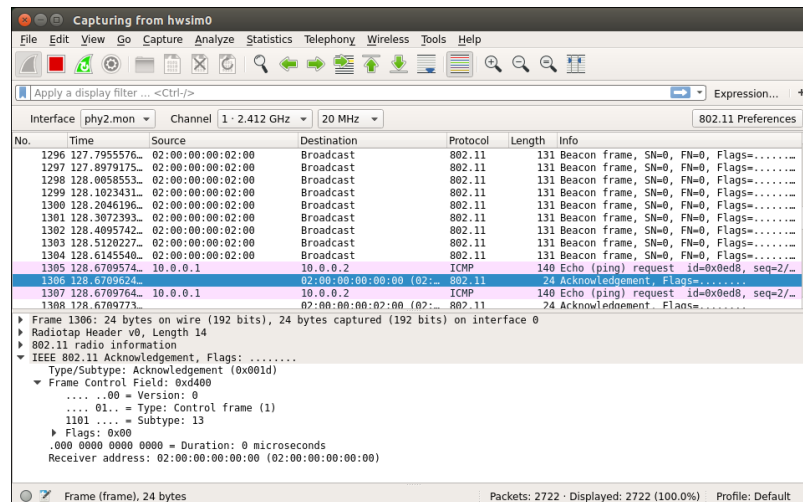 Capturing from hwsim0
File Edit View Go Capture Analyze Statistics Telephony Wireless Tools Help
Apply a display filter ... <Ctrl-/> Expression... +
Interface phy2.mon Channel 1 · 2.412 GHz 20 MHz 802.11 Preferences
No. Time Source Destination Protocol Length Info
1296 127.7955576… 02:00:00:00:02:00 Broadcast 802.11 131 Beacon frame, SN=0, FN=0, Flags=......…
1297 127.8979175… 02:00:00:00:02:00 Broadcast 802.11 131 Beacon frame, SN=0, FN=0, Flags=......…
1298 128.0058553… 02:00:00:00:02:00 Broadcast 802.11 131 Beacon frame, SN=0, FN=0, Flags=......…
1299 128.1023431… 02:00:00:00:02:00 Broadcast 802.11 131 Beacon frame, SN=0, FN=0, Flags=......…
1300 128.2046196… 02:00:00:00:02:00 Broadcast 802.11 131 Beacon frame, SN=0, FN=0, Flags=......…
1301 128.3072393… 02:00:00:00:02:00 Broadcast 802.11 131 Beacon frame, SN=0, FN=0, Flags=......…
1302 128.4095742… 02:00:00:00:02:00 Broadcast 802.11 131 Beacon frame, SN=0, FN=0, Flags=......…
1303 128.5120227… 02:00:00:00:02:00 Broadcast 802.11 131 Beacon frame, SN=0, FN=0, Flags=......…
1304 128.6145540… 02:00:00:00:02:00 Broadcast 802.11 131 Beacon frame, SN=0, FN=0, Flags=......…
1305 128.6709574… 10.0.0.1 10.0.0.2 ICMP 140 Echo (ping) request id=0x0ed8, seq=2/…
1306 128.6709624… 02:00:00:00:00:00 (02:… 802.11 24 Acknowledgement, Flags=........
1307 128.6709764… 10.0.0.1 10.0.0.2 ICMP 140 Echo (ping) request id=0x0ed8, seq=2/…
1308 128.6709773… 02:00:00:00:02:00 (02:… 802.11 24 Acknowledgement, Flags=........
Frame 1306: 24 bytes on wire (192 bits), 24 bytes captured (192 bits) on interface 0
Radiotap Header v0, Length 14
802.11 radio information
IEEE 802.11 Acknowledgement, Flags: ........
Type/Subtype: Acknowledgement (0x001d)
Frame Control Field: 0xd400
.... ..00 = Version: 0
.... 01.. = Type: Control frame (1)
1101 .... = Subtype: 13
Flags: 0x00
.000 0000 0000 0000 = Duration: 0 microseconds
Receiver address: 02:00:00:00:00:00 (02:00:00:00:00:00)
Frame (frame), 24 bytes Packets: 2722 · Displayed: 2722 (100.0%) Profile: Default